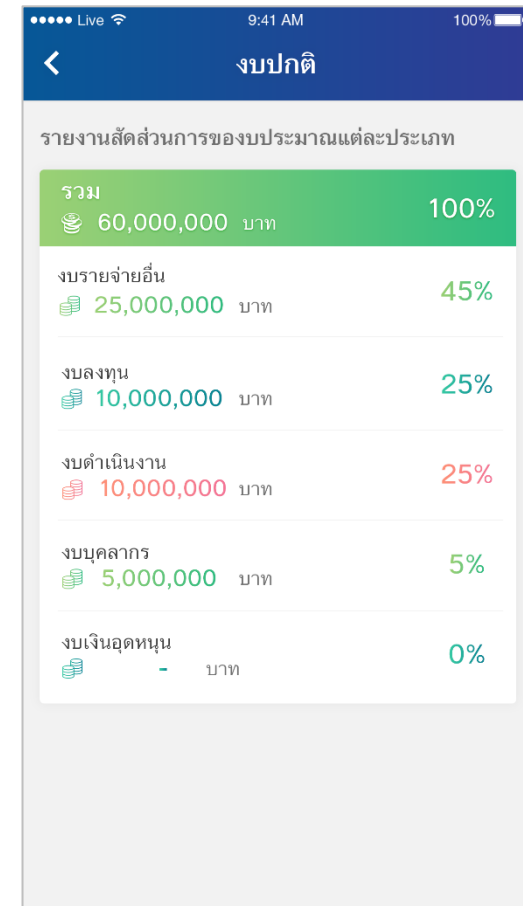 ●●●●● Live 9:41 AM 100%
งบปกติ
รายงานสัดส่วนการของบประมาณแต่ละประเภท
รวม
60,000,000 บาท 100%
งบรายจ่ายอื่น
25,000,000 บาท 45%
งบลงทุน
10,000,000 บาท 25%
งบดำเนินงาน
10,000,000 บาท 25%
งบบุคลากร
5,000,000 บาท 5%
งบเงินอุดหนุน
- บาท 0%